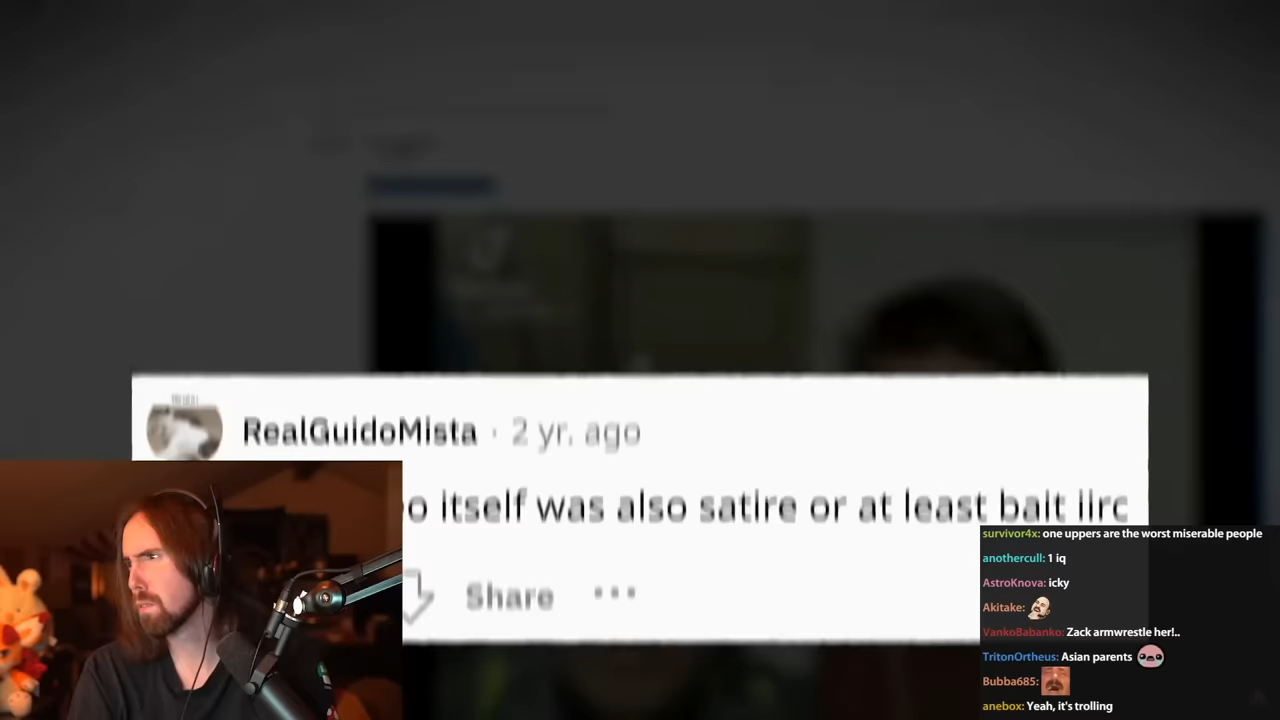 RealGuidoMista · 2 yr. ago
o itself was also satire or at least bait iirc
Share ···
survivor4x: one uppers are the worst miserable people
anothercull: 1 iq
AstroKnova: icky
Akitake:
VankoBabanko: Zack armwrestle her!..
TritonOrtheus: Asian parents
Bubba685:
anebox: Yeah, it's trolling